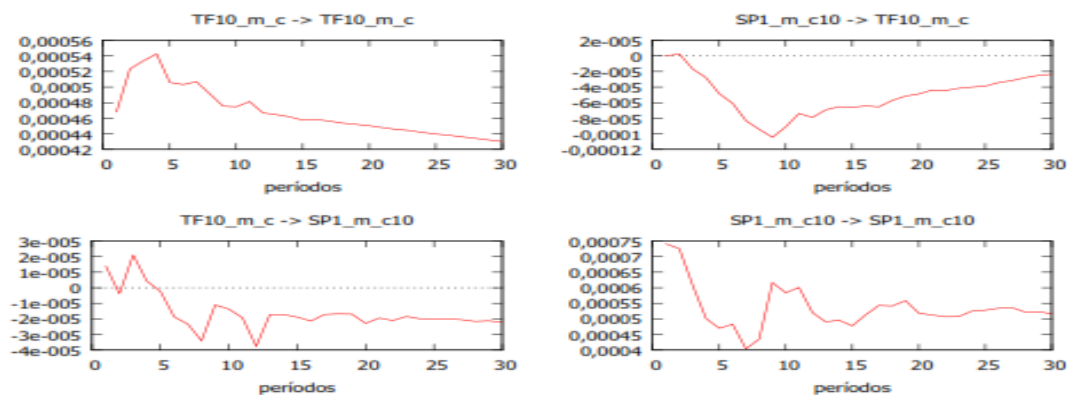 TF10_m_c -> TF10_m_c
0,00056
0,00054
0,00052
0,0005
0,00048
0,00046
0,00044
0,00042
0 5 10 15 20 25 30
períodos
SP1_m_c10 -> TF10_m_c
2e-005
0
-2e-005
-4e-005
-6e-005
-8e-005
-0,0001
-0,00012
0 5 10 15 20 25 30
períodos
TF10_m_c -> SP1_m_c10
3e-005
2e-005
1e-005
0
-1e-005
-2e-005
-3e-005
-4e-005
0 5 10 15 20 25 30
períodos
SP1_m_c10 -> SP1_m_c10
0,00075
0,0007
0,00065
0,0006
0,00055
0,0005
0,00045
0,0004
0 5 10 15 20 25 30
períodos